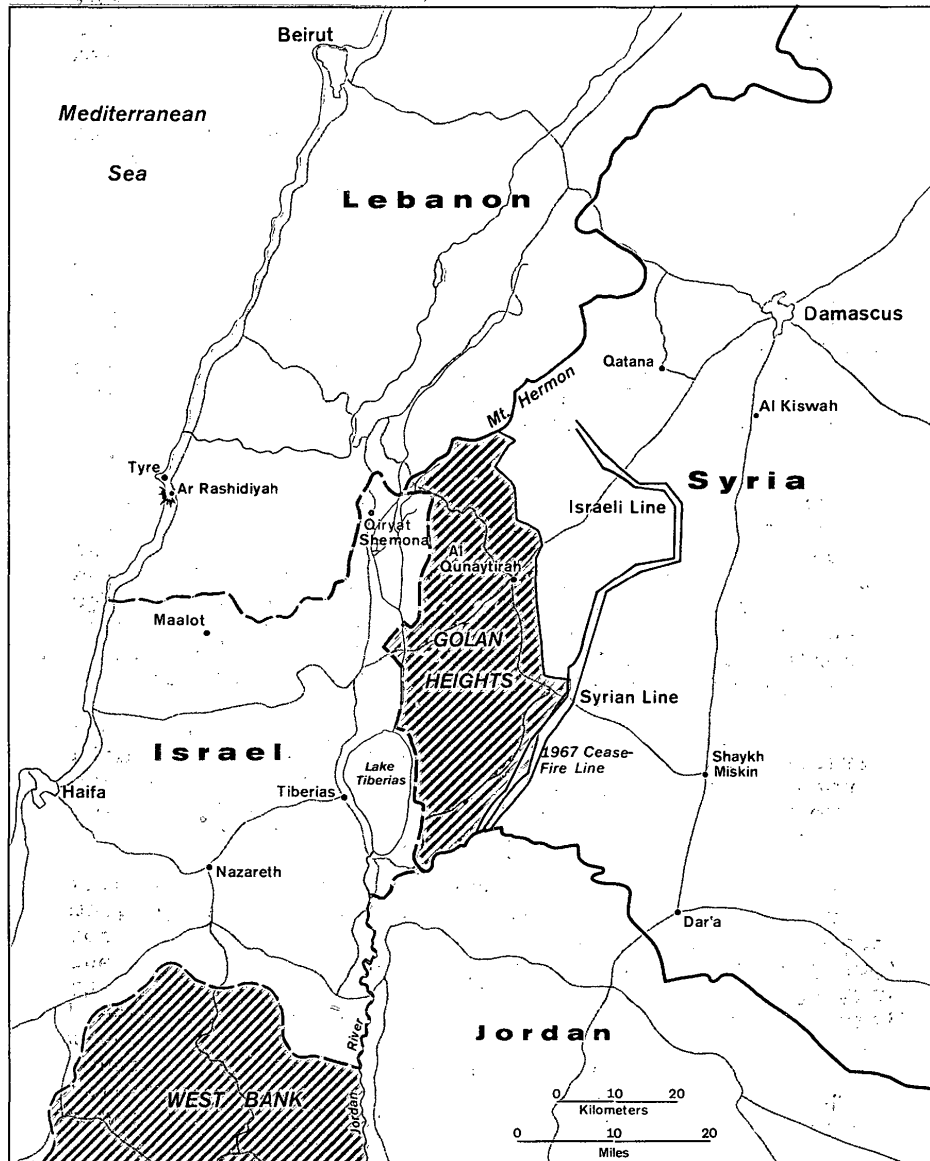 Beirut
Mediterranean
Sea
Lebanon
Damascus
Qatana
Mt. Hermon
Al Kiswah
Tyre
Ar Rashidiyah
Syria
Israeli Line
Qiryat
Shemona
Al
Qunaytirah
Maalot
GOLAN
HEIGHTS
Syrian Line
Israel
1967 Cease-
Fire Line
Shaykh
Miskin
Lake
Tiberias
Haifa
Tiberias
Nazareth
Dar'a
Jordan
River
Jordan
WEST BANK
0 10 20
Kilometers
0 10 20
Miles